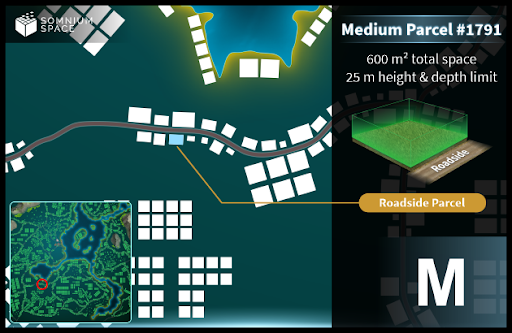 SOMNIUM
SPACE
Medium Parcel #1791
600 m² total space
25 m height & depth limit
Roadside
Roadside Parcel
M